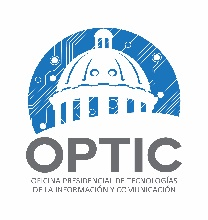 OPTIC
OFICINA PRESIDENCIAL DE TECNOLOGÍAS
DE LA INFORMACIÓN Y COMUNICACIÓN